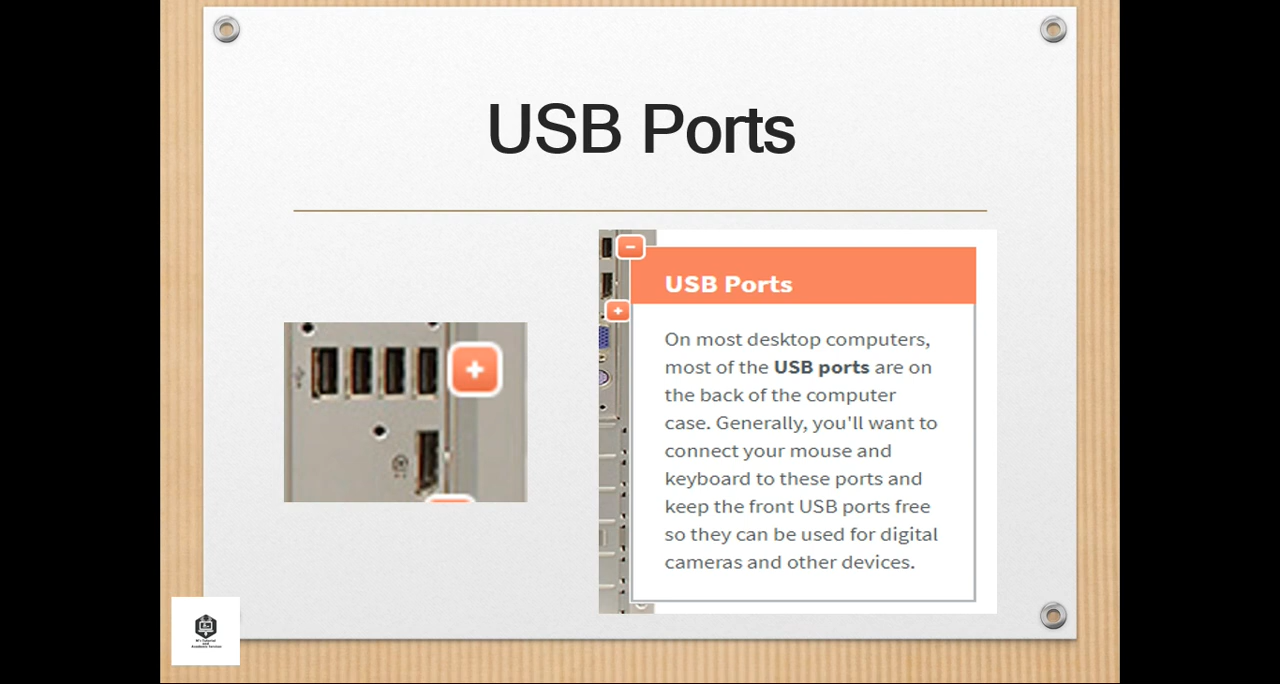 USB Ports
USB Ports
On most desktop computers,
most of the USB ports are on
the back of the computer
case. Generally, you'll want to
connect your mouse and
keyboard to these ports and
keep the front USB ports free
so they can be used for digital
cameras and other devices.